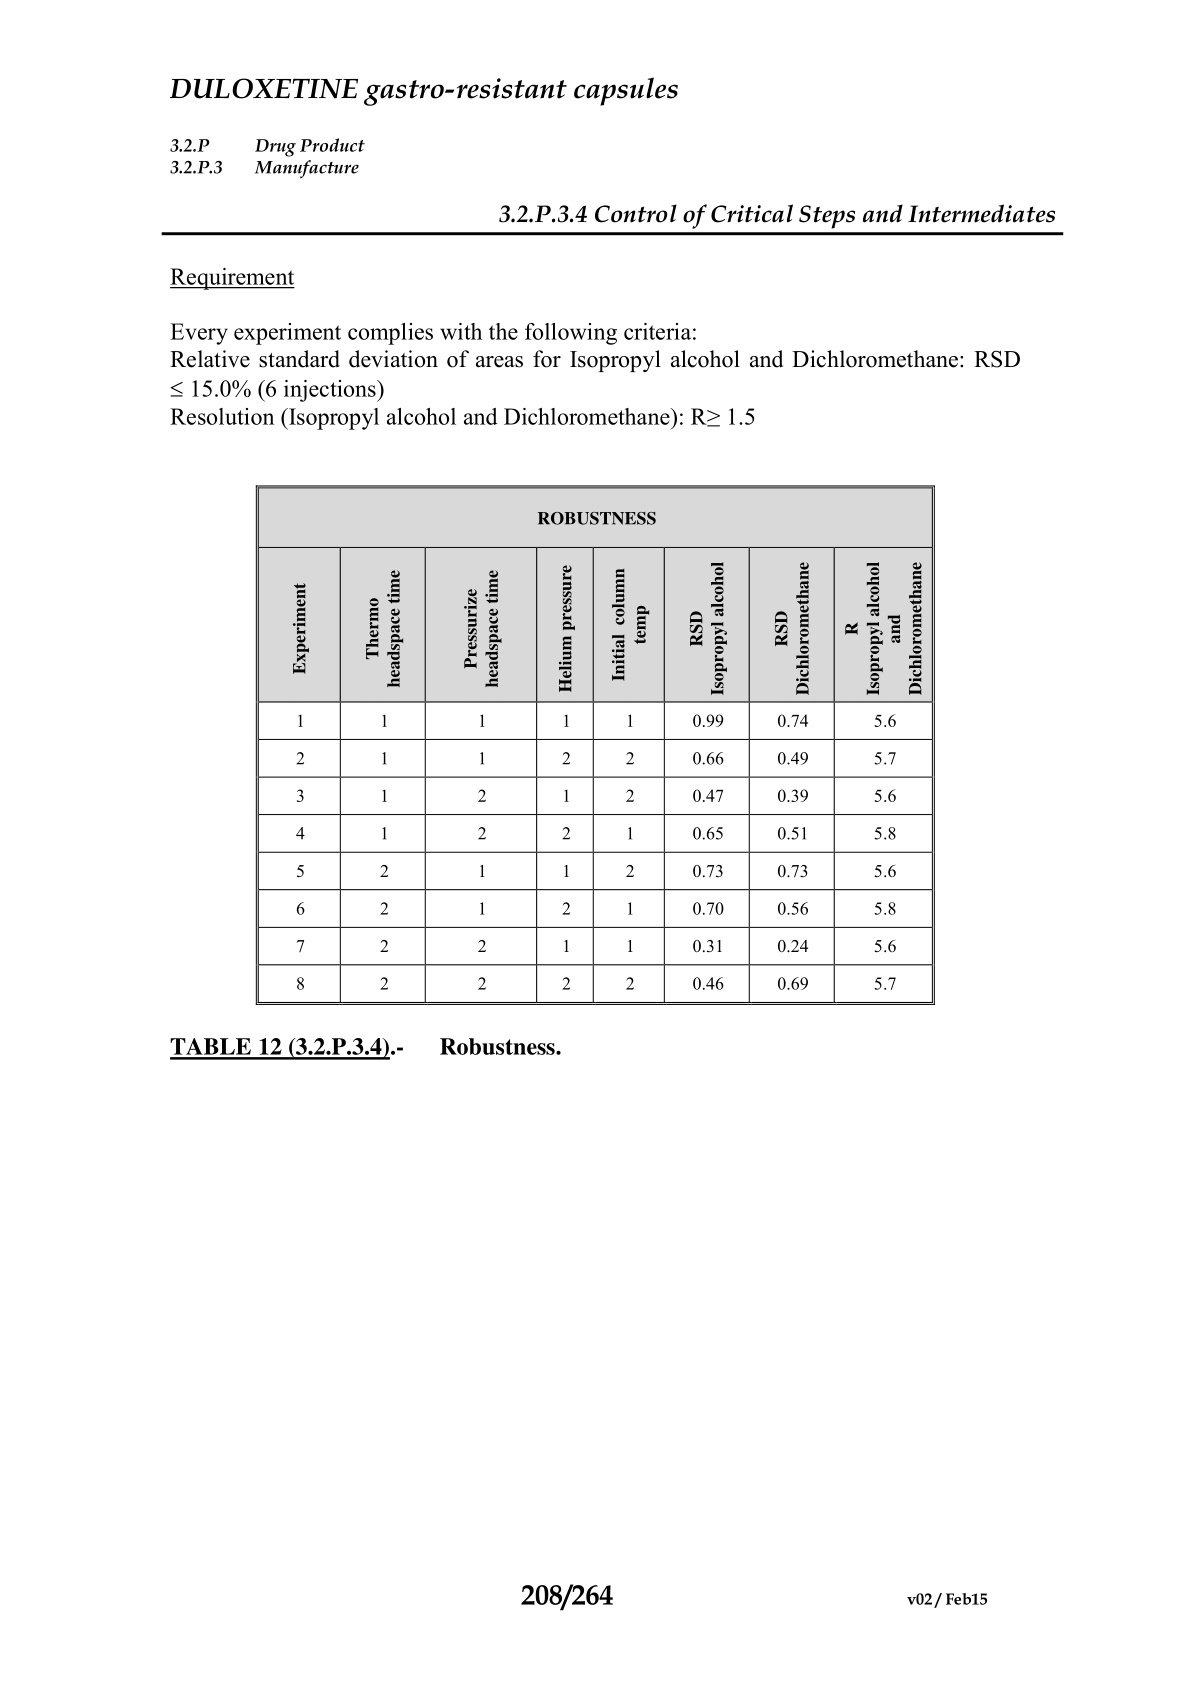 DULOXETINE gastro-resistant capsules
3.2.P Drug Product
3.2.P.3 Manufacture
3.2.P.3.4 Control of Critical Steps and Intermediates
Requirement
Every experiment complies with the following criteria:
Relative standard deviation of areas for Isopropyl alcohol and Dichloromethane: RSD
≤ 15.0% (6 injections)
Resolution (Isopropyl alcohol and Dichloromethane): R≥ 1.5
ROBUSTNESS
Experiment
Thermo
headspace time
Pressurize
headspace time
Helium pressure
Initial column
temp
RSD
Isopropyl alcohol
RSD
Dichloromethane
R
Isopropyl alcohol
and
Dichloromethane
1 1 1 1 1 0.99 0.74 5.6
2 1 1 2 2 0.66 0.49 5.7
3 1 2 1 2 0.47 0.39 5.6
4 1 2 2 1 0.65 0.51 5.8
5 2 1 1 2 0.73 0.73 5.6
6 2 1 2 1 0.70 0.56 5.8
7 2 2 1 1 0.31 0.24 5.6
8 2 2 2 2 0.46 0.69 5.7
TABLE 12 (3.2.P.3.4).- Robustness.
208/264
v02 / Feb15